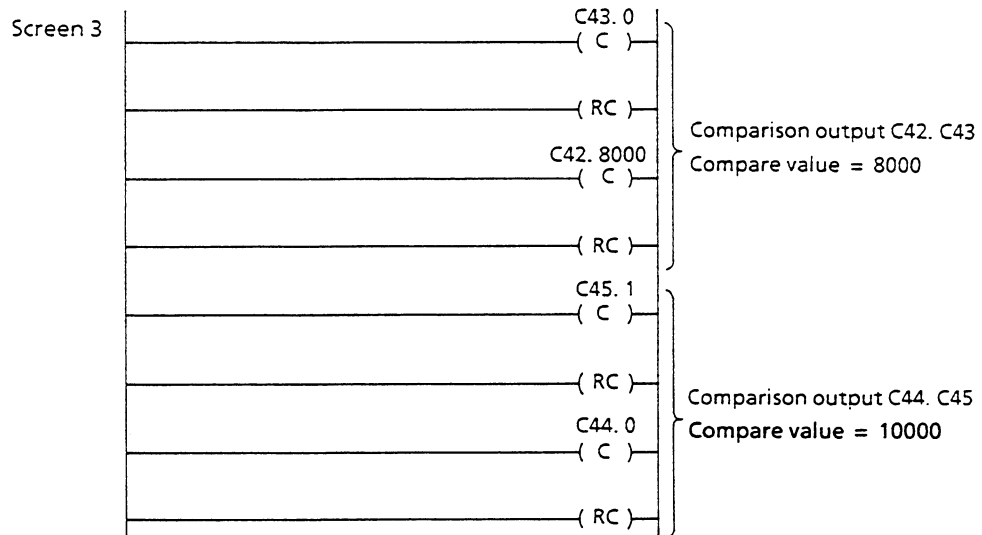 Screen 3
C43. 0
( C )
( RC )
C42. 8000
( C )
( RC )
Comparison output C42. C43
Compare value = 8000
C45. 1
( C )
( RC )
C44. 0
( C )
( RC )
Comparison output C44. C45
Compare value = 10000